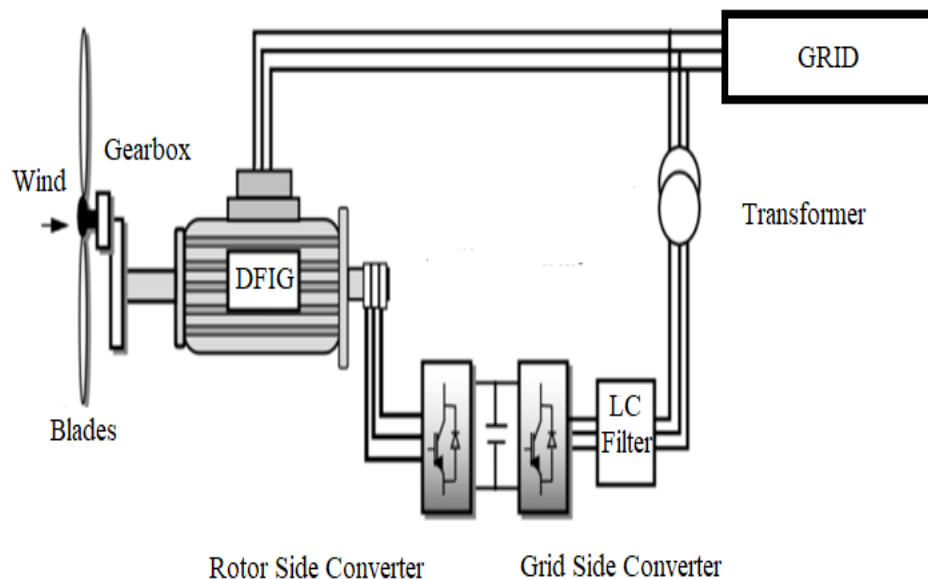 GRID
Gearbox
Wind
Transformer
DFIG
LC
Filter
Blades
Rotor Side Converter
Grid Side Converter